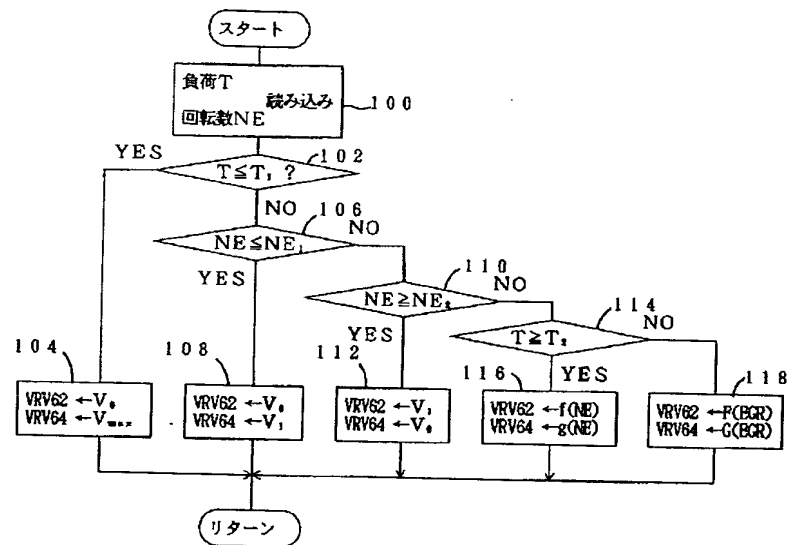 スタート
負荷T
読み込み
回転数NE
100
YES
102
T≦T₁ ?
NO
106
NO
NE≦NE₁
YES
110
NO
NE≧NE₂
YES
114
NO
T≧T₂
YES
104
VRV62 ←V₀
VRV64 ←Vmax
108
VRV62 ←V₀
VRV64 ←V₁
112
VRV62 ←V₁
VRV64 ←V₀
116
VRV62 ←f(NE)
VRV64 ←g(NE)
118
VRV62 ←F(EGR)
VRV64 ←G(EGR)
リターン